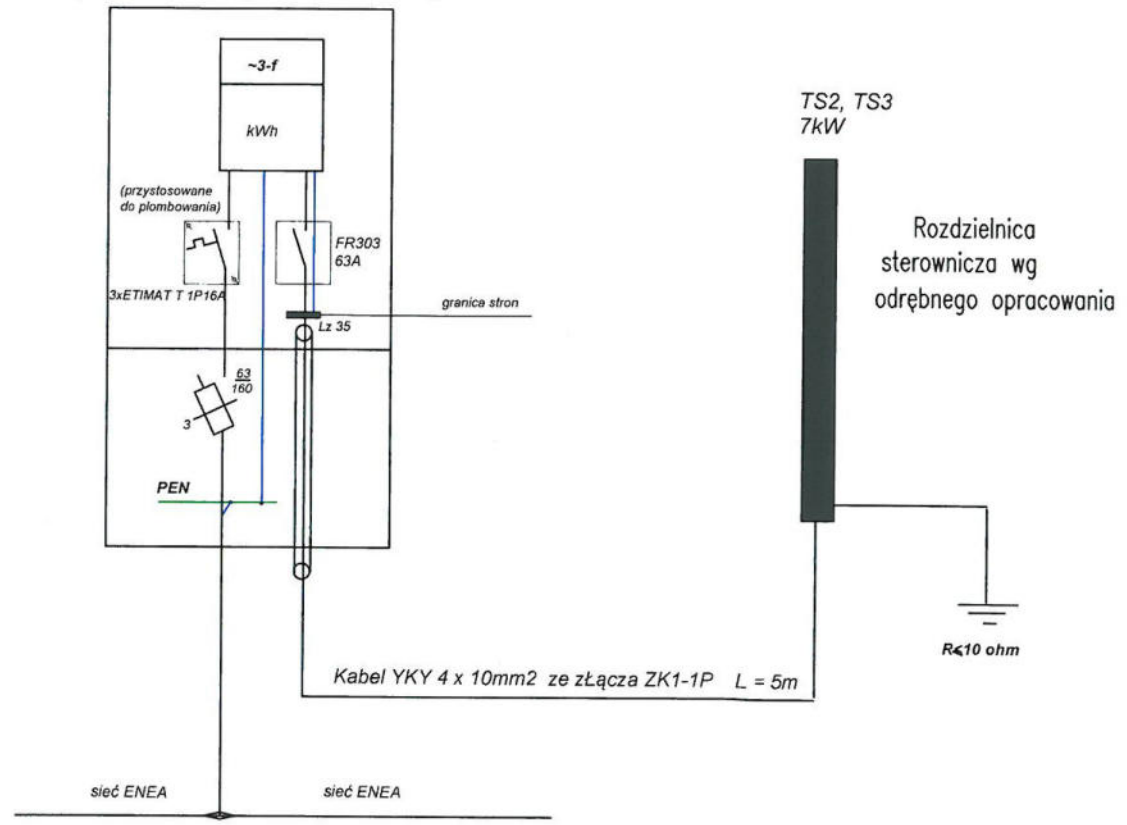 ~3-f
kWh
(przystosowane
do plombowania)
FR303
63A
3xETIMAT T 1P16A
granica stron
Lz 35
63
160
3
PEN
TS2, TS3
7kW
Rozdzielnica
sterownicza wg
odrębnego opracowania
R⩽10 ohm
Kabel YKY 4 x 10mm2 ze zŁącza ZK1-1P L = 5m
sieć ENEA
sieć ENEA